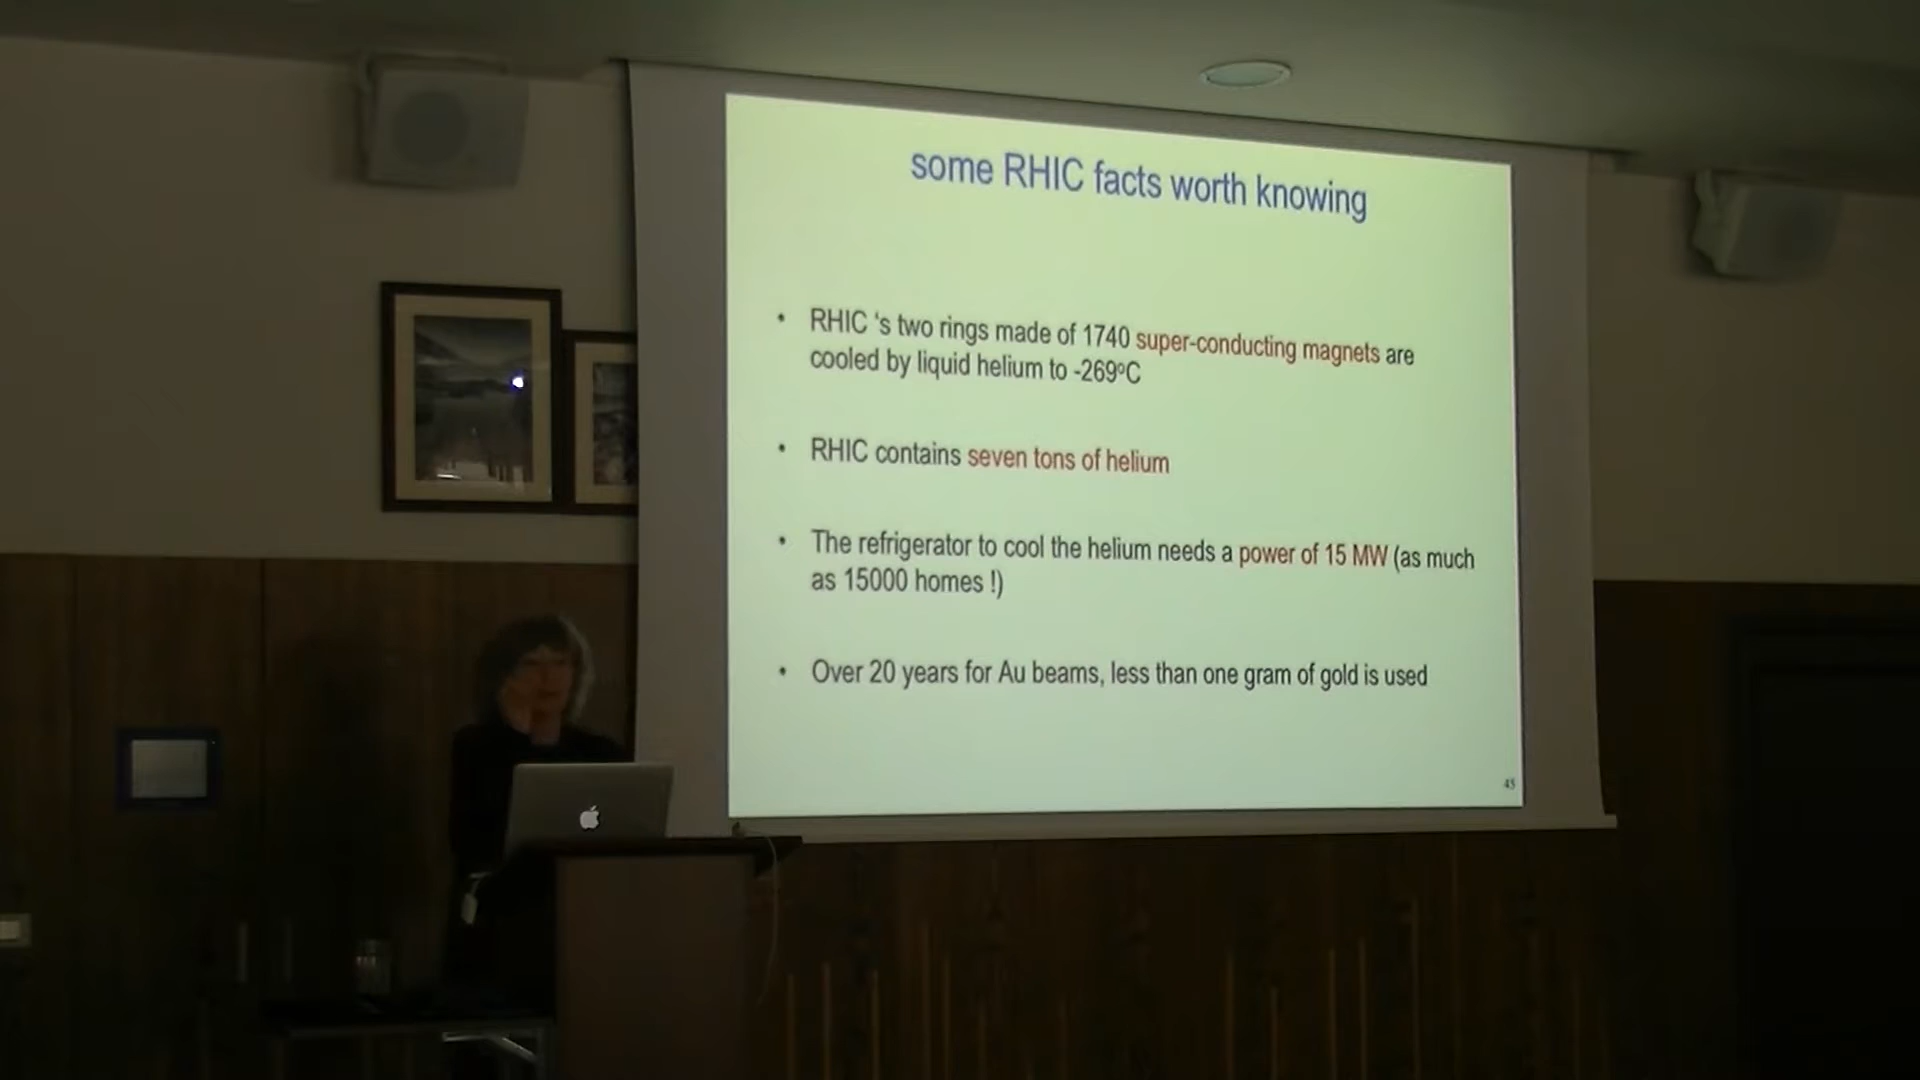 some RHIC facts worth knowing
• RHIC ‘s two rings made of 1740 super-conducting magnets are
cooled by liquid helium to -269ºC
• RHIC contains seven tons of helium
• The refrigerator to cool the helium needs a power of 15 MW (as much
as 15000 homes !)
• Over 20 years for Au beams, less than one gram of gold is used
45